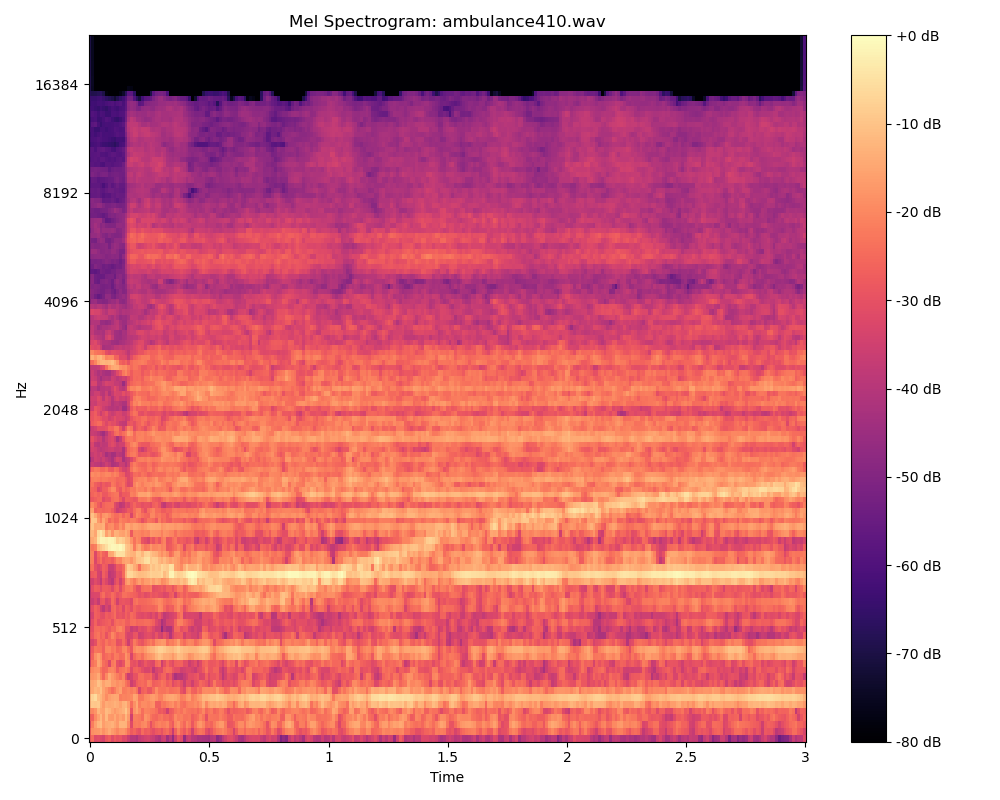 Mel Spectrogram: ambulance410.wav
Hz
16384
8192
4096
2048
1024
512
0
0 0.5 1 1.5 2 2.5 3
Time
+0 dB
-10 dB
-20 dB
-30 dB
-40 dB
-50 dB
-60 dB
-70 dB
-80 dB